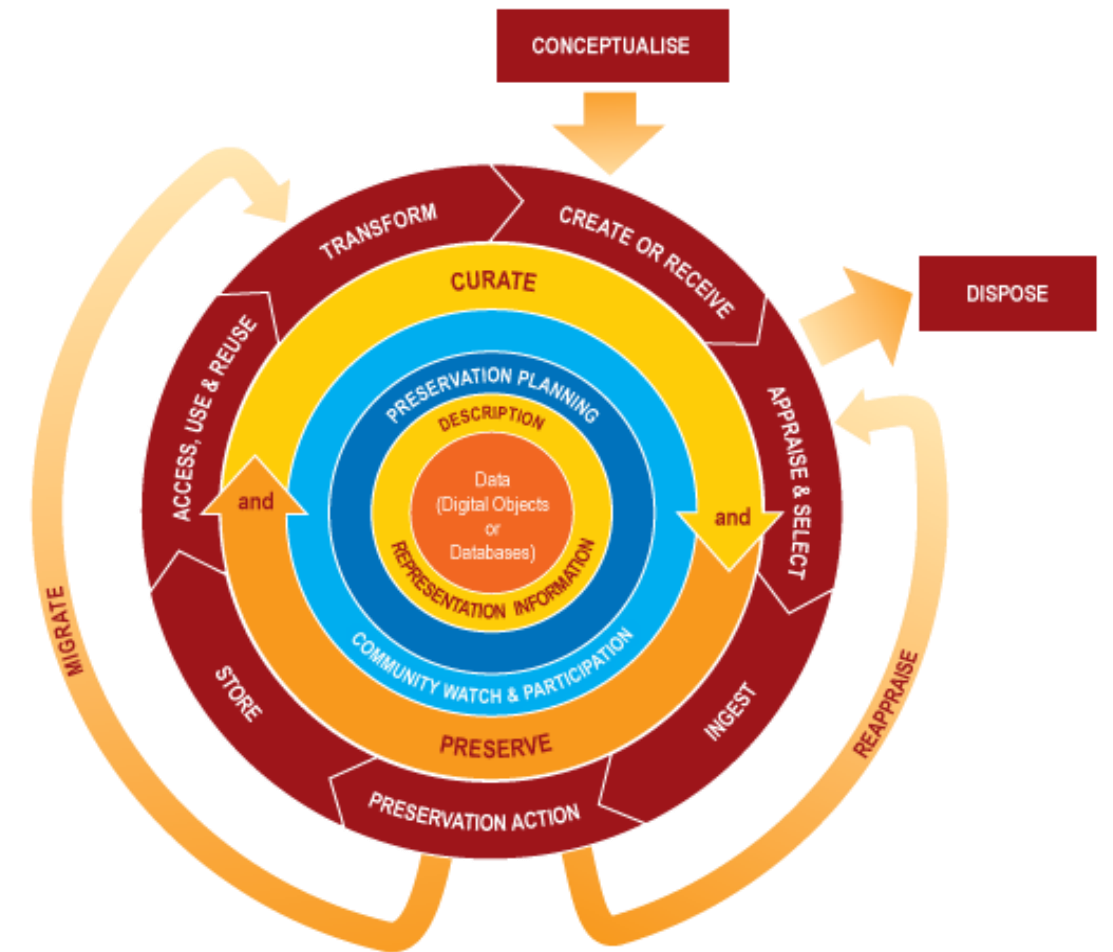 CONCEPTUALISE
CREATE OR RECEIVE
DISPOSE
APPRAISE & SELECT
INGEST
REAPPRAISE
PRESERVATION ACTION
STORE
MIGRATE
ACCESS, USE & REUSE
TRANSFORM
CURATE
and
PRESERVE
and
COMMUNITY WATCH & PARTICIPATION
PRESERVATION PLANNING
DESCRIPTION
REPRESENTATION INFORMATION
Data
(Digital Objects
or
Databases)